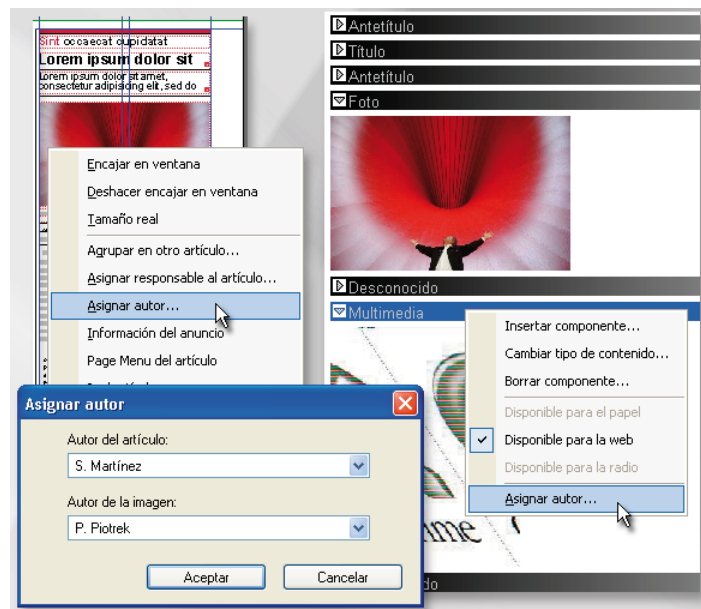 Sint occaecat cupidatat
Lorem ipsum dolor sit
Lorem ipsum dolor sit amet,
consectetur adipisicing elit, sed do
Encajar en ventana
Deshacer encajar en ventana
Tamaño real
Agrupar en otro artículo...
Asignar responsable al artículo...
Asignar autor...
Información del anuncio
Page Menu del artículo
Asignar autor
Autor del artículo:
S. Martínez
Autor de la imagen:
P. Piotrek
Aceptar
Cancelar
Antetítulo
Título
Antetítulo
Foto
Desconocido
Multimedia
Insertar componente...
Cambiar tipo de contenido...
Borrar componente...
Disponible para el papel
Disponible para la web
Disponible para la radio
Asignar autor...